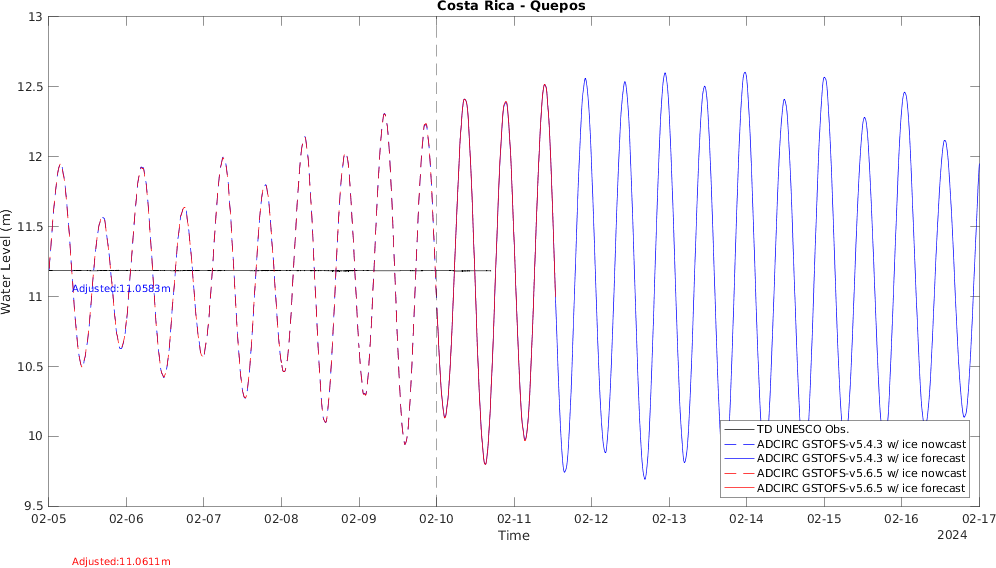 Costa Rica - Quepos
13
12.5
12
11.5
11
10.5
10
9.5
Water Level (m)
Adjusted:11.0583m
TD UNESCO Obs.
ADCIRC GSTOFS-v5.4.3 w/ ice nowcast
ADCIRC GSTOFS-v5.4.3 w/ ice forecast
ADCIRC GSTOFS-v5.6.5 w/ ice nowcast
ADCIRC GSTOFS-v5.6.5 w/ ice forecast
02-05 02-06 02-07 02-08 02-09 02-10 02-11 02-12 02-13 02-14 02-15 02-16 02-17
Time
2024
Adjusted:11.0611m